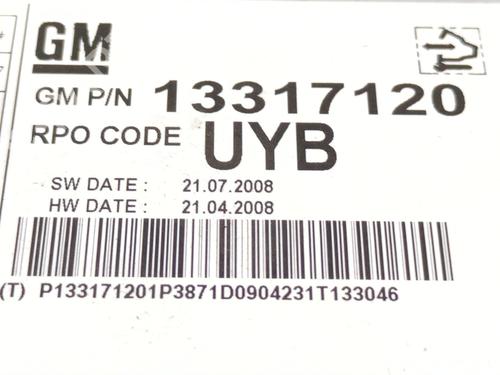 GM
GM P/N 13317120
RPO CODE UYB
SW DATE : 21.07.2008
HW DATE : 21.04.2008
(T) P133171201P3871D0904231T133046